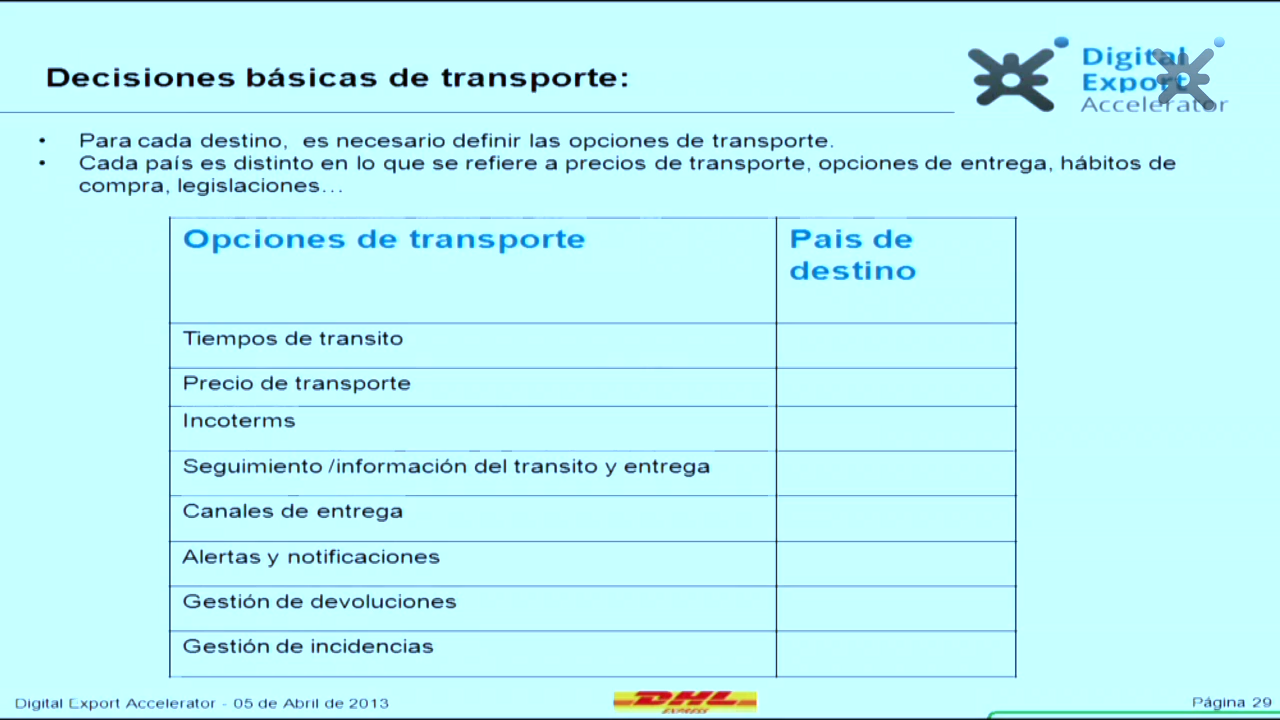 Decisiones básicas de transporte:
Digital
Export
Accelerator
• Para cada destino, es necesario definir las opciones de transporte.
• Cada país es distinto en lo que se refiere a precios de transporte, opciones de entrega, hábitos de
compra, legislaciones...
Opciones de transporte
Pais de
destino
Tiempos de transito
Precio de transporte
Incoterms
Seguimiento /información del transito y entrega
Canales de entrega
Alertas y notificaciones
Gestión de devoluciones
Gestión de incidencias
Digital Export Accelerator - 05 de Abril de 2013
DHL
EXPRESS
Página 29